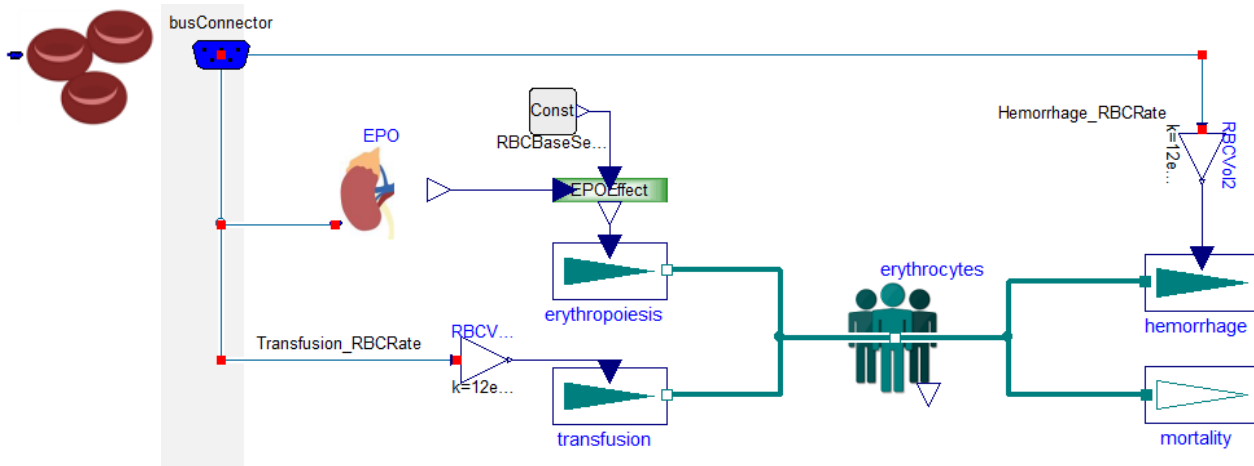 busConnector
Const
RBCBaseSe...
Hemorrhage_RBCRate
k=12e...
RBCVol2
EPO
EPOEffect
erythropoiesis
erythrocytes
hemorrhage
Transfusion_RBCRate
RBCV...
k=12e...
transfusion
mortality